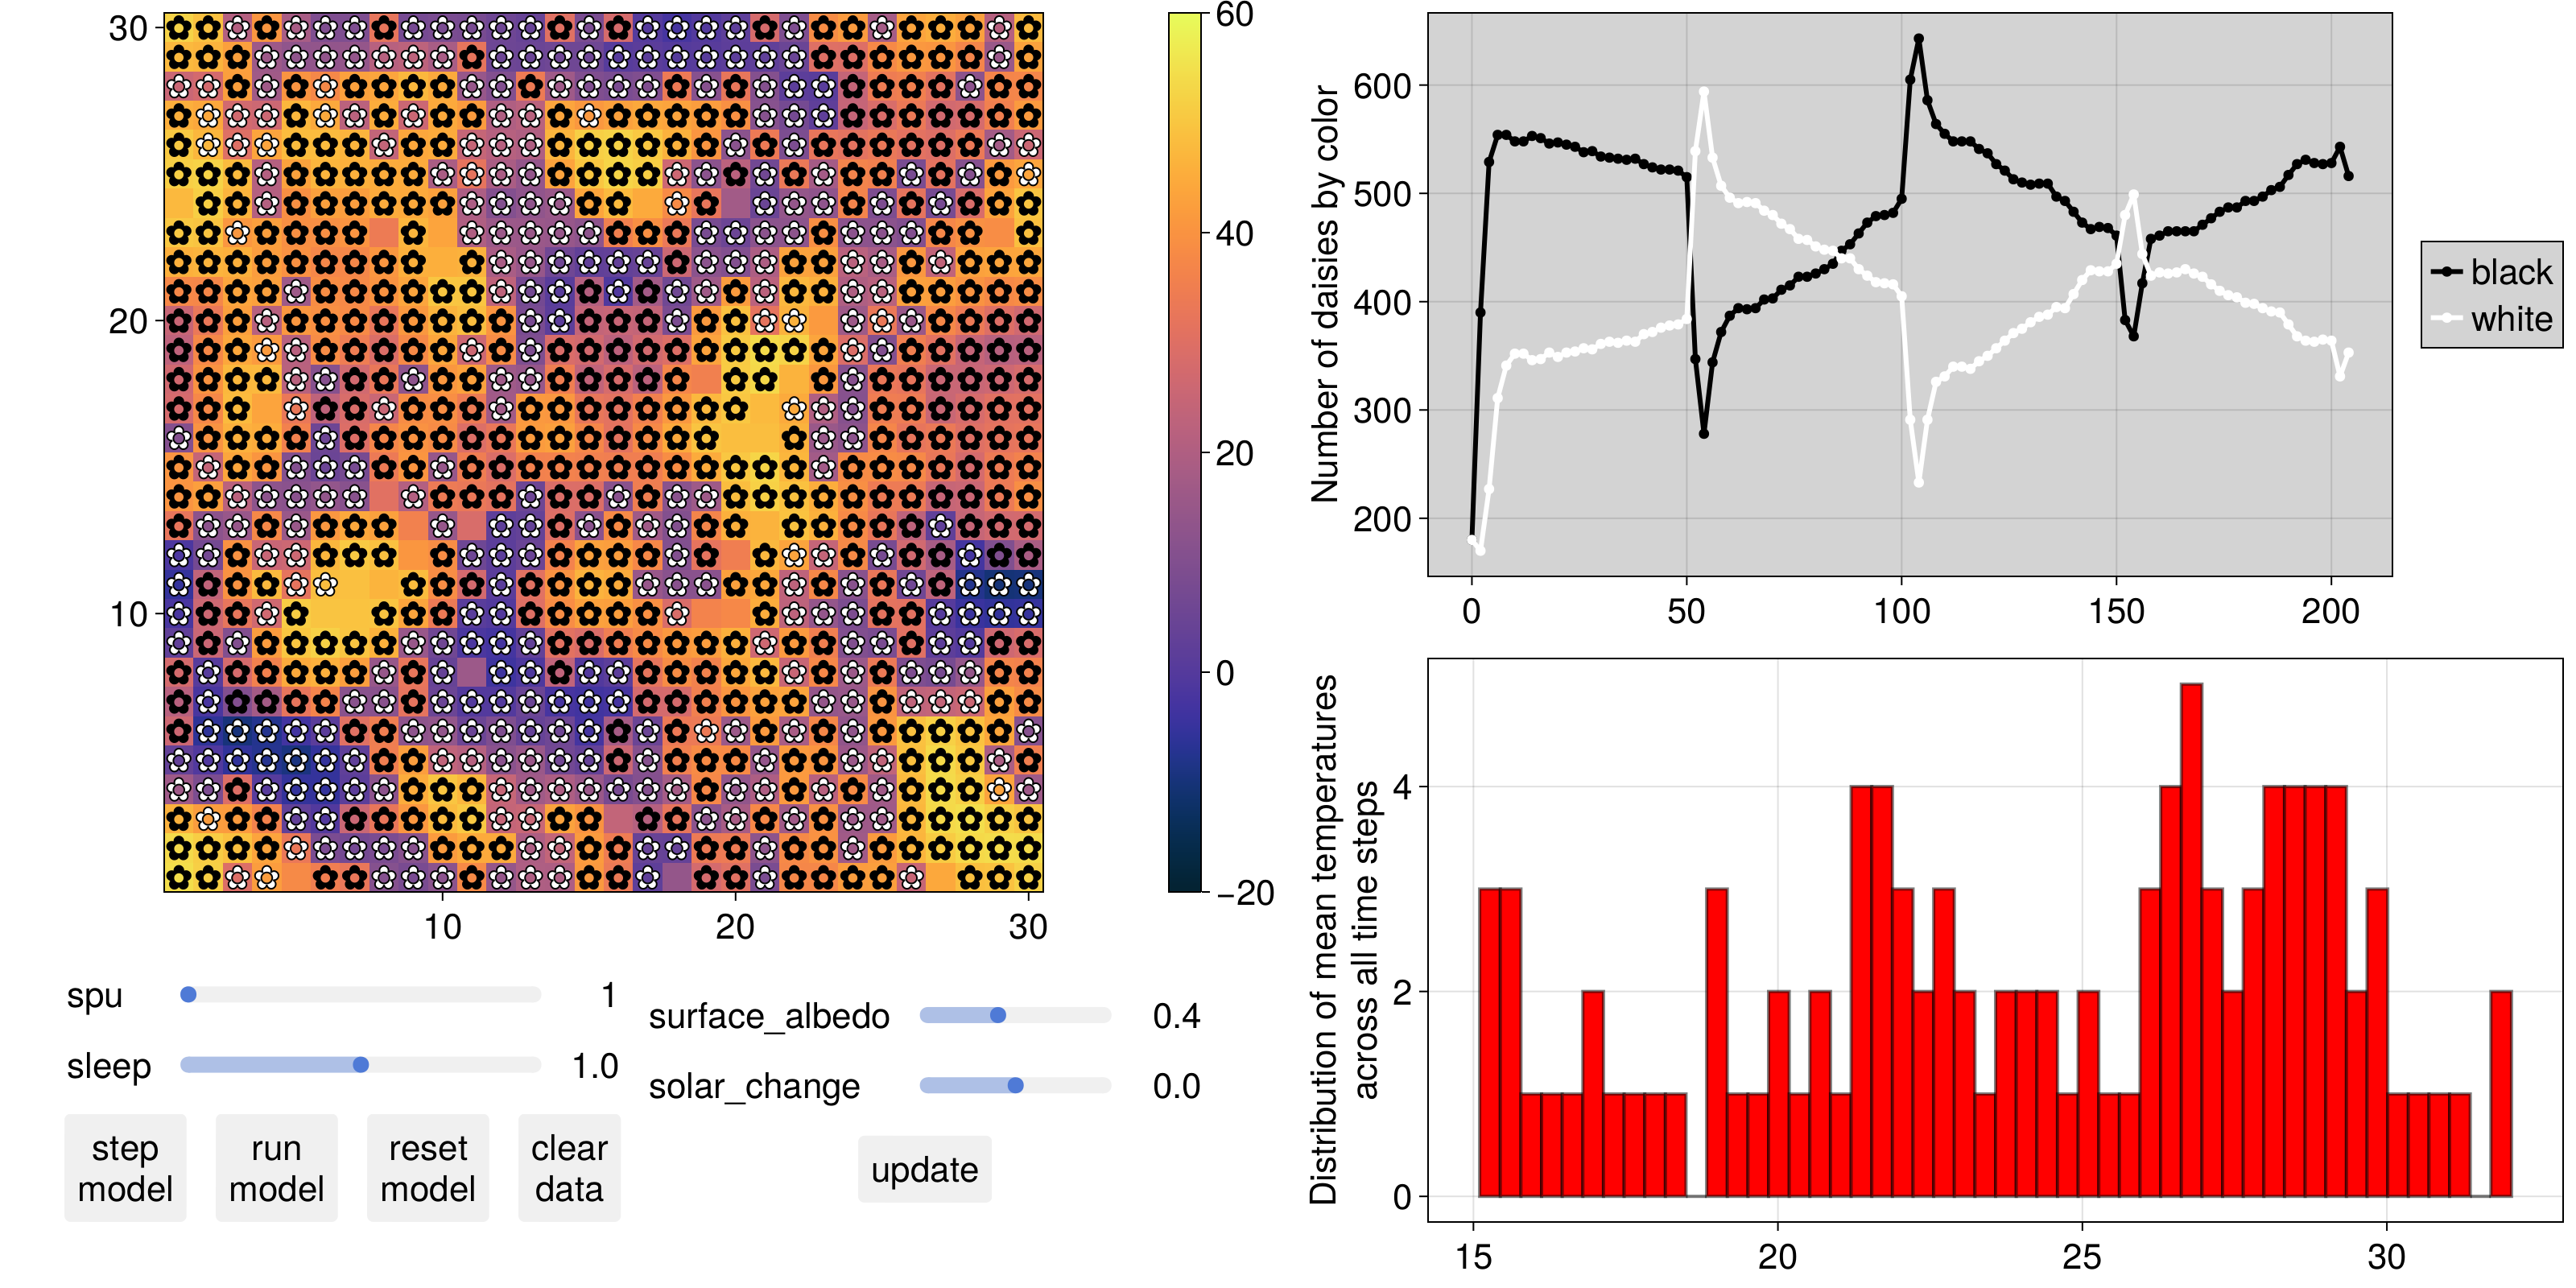 30
20
10
10
20
30
60
40
20
0
−20
Number of daisies by color
600
500
400
300
200
0
50
100
150
200
black
white
Distribution of mean temperatures
across all time steps
4
2
0
15
20
25
30
spu
1
sleep
1.0
surface_albedo
0.4
solar_change
0.0
step
model
run
model
reset
model
clear
data
update